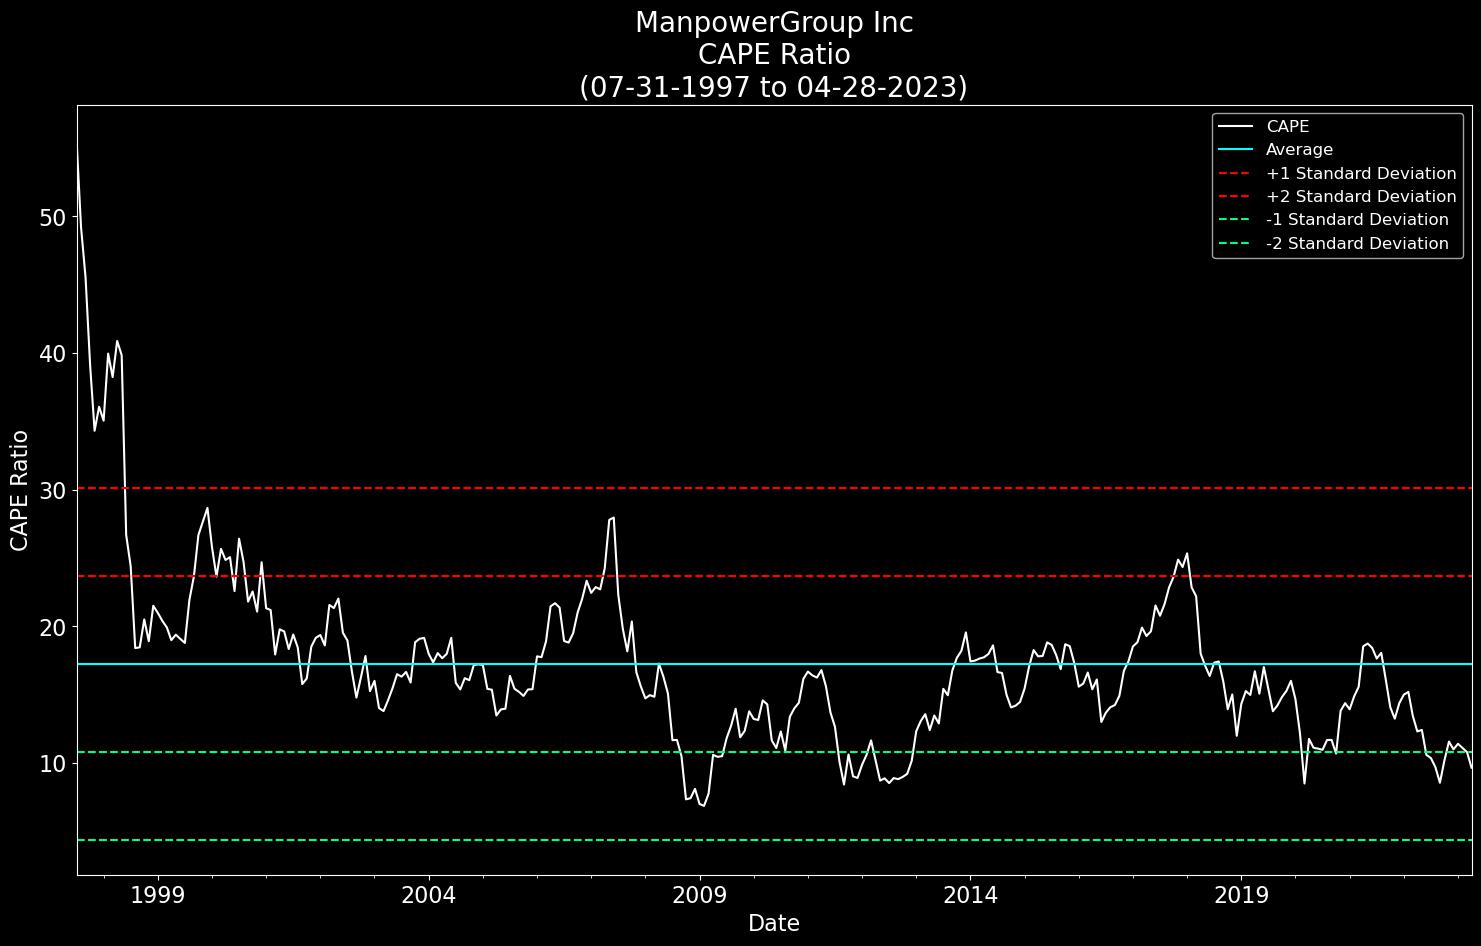 ManpowerGroup Inc
CAPE Ratio
(07-31-1997 to 04-28-2023)
CAPE
Average
+1 Standard Deviation
+2 Standard Deviation
-1 Standard Deviation
-2 Standard Deviation
CAPE Ratio
50
40
30
20
10
1999 2004 2009 2014 2019
Date